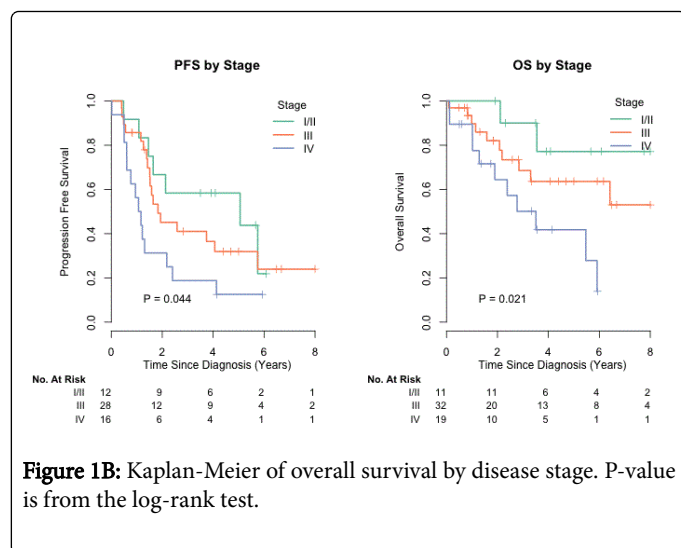 PFS by Stage
Progression Free Survival
1.0
0.8
0.6
0.4
0.2
0.0
Stage
I/II
III
IV
P = 0.044
0 2 4 6 8
Time Since Diagnosis (Years)
No. At Risk
I/II 12 9 6 2 1
III 28 12 9 4 2
IV 16 6 4 1 1
OS by Stage
Overall Survival
1.0
0.8
0.6
0.4
0.2
0.0
Stage
I/II
III
IV
P = 0.021
0 2 4 6 8
Time Since Diagnosis (Years)
No. At Risk
I/II 11 11 6 4 2
III 32 20 13 8 4
IV 19 10 5 1 1
Figure 1B: Kaplan-Meier of overall survival by disease stage. P-value
is from the log-rank test.